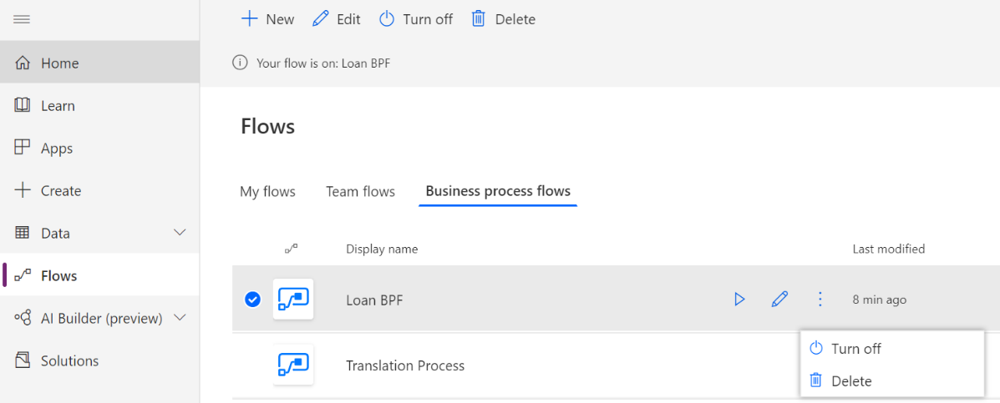 New Edit Turn off Delete
Your flow is on: Loan BPF
Home
Learn
Apps
Create
Data
Flows
AI Builder (preview)
Solutions
Flows
My flows Team flows Business process flows
Display name Last modified
Loan BPF 8 min ago
Turn off
Translation Process
Delete